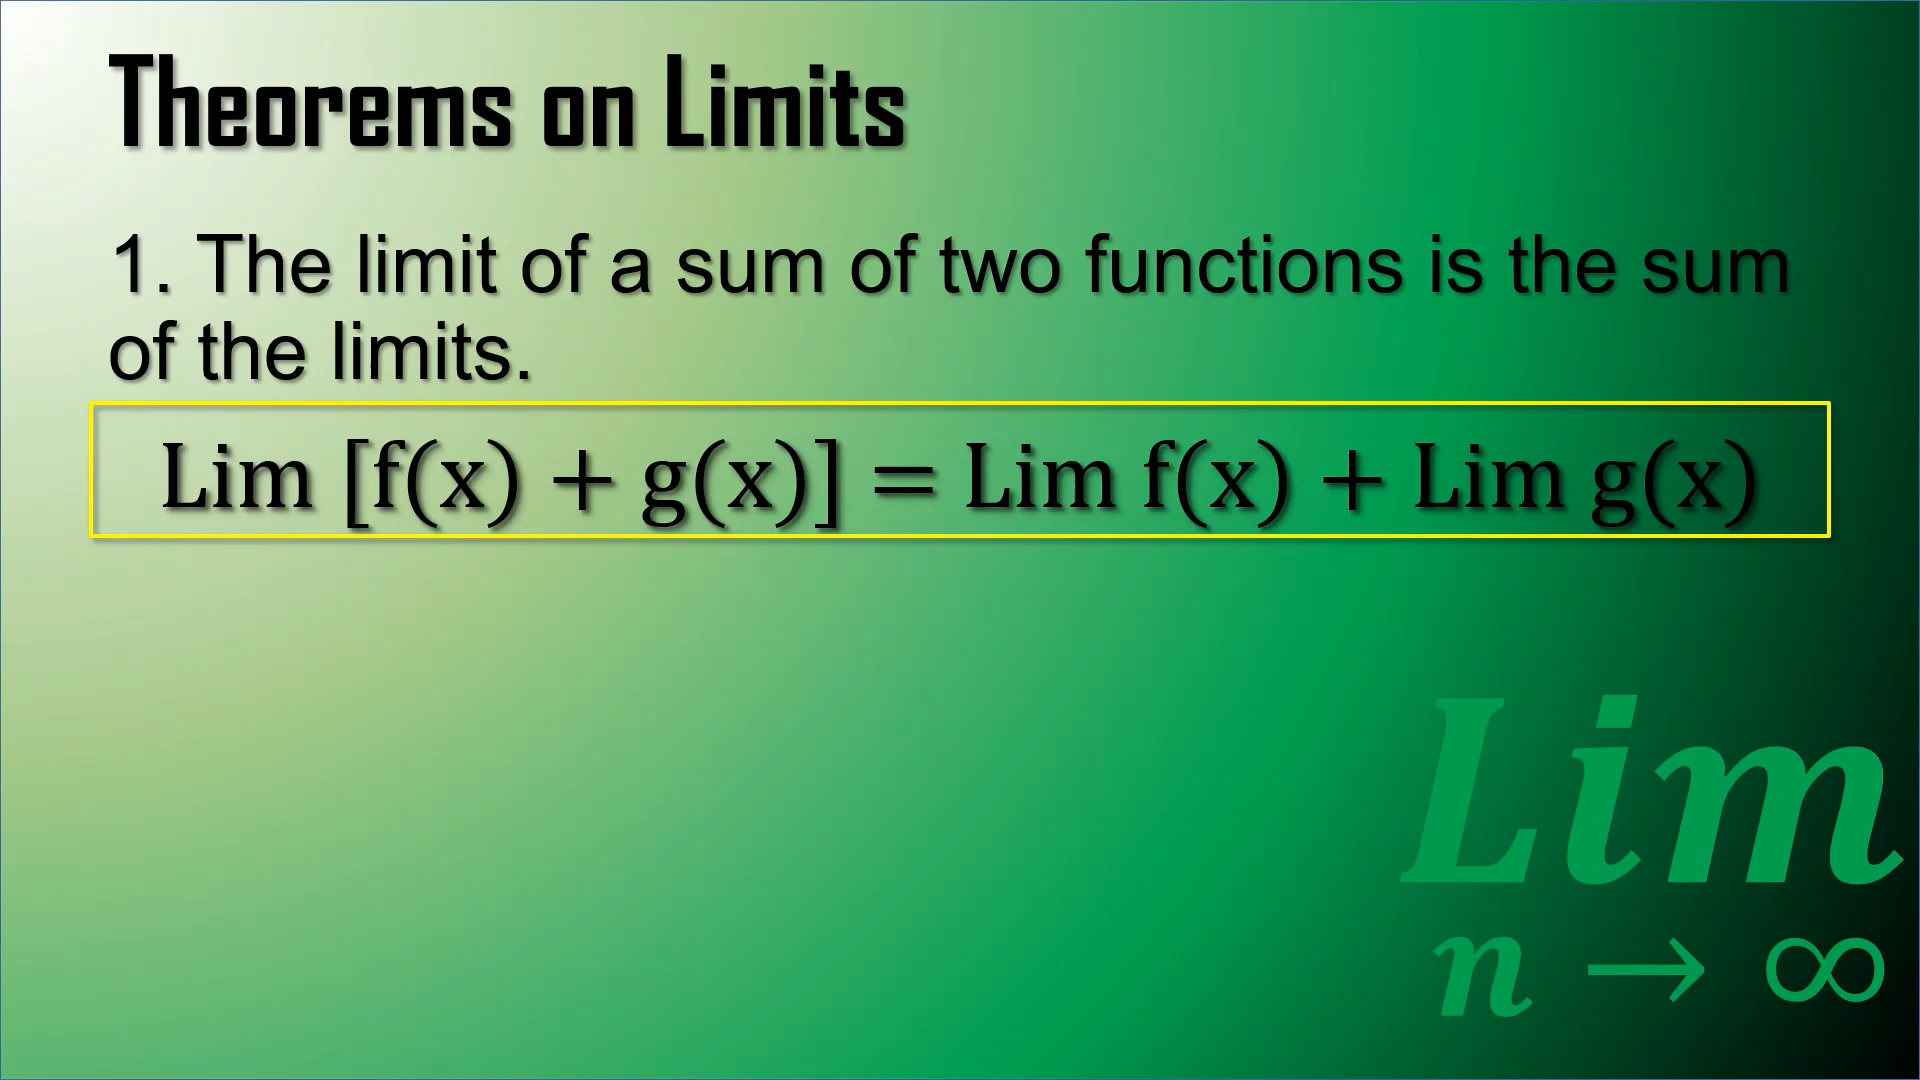 Theorems on Limits
1. The limit of a sum of two functions is the sum
of the limits.
Lim [f(x) + g(x)] = Lim f(x) + Lim g(x)
Lim
n → ∞